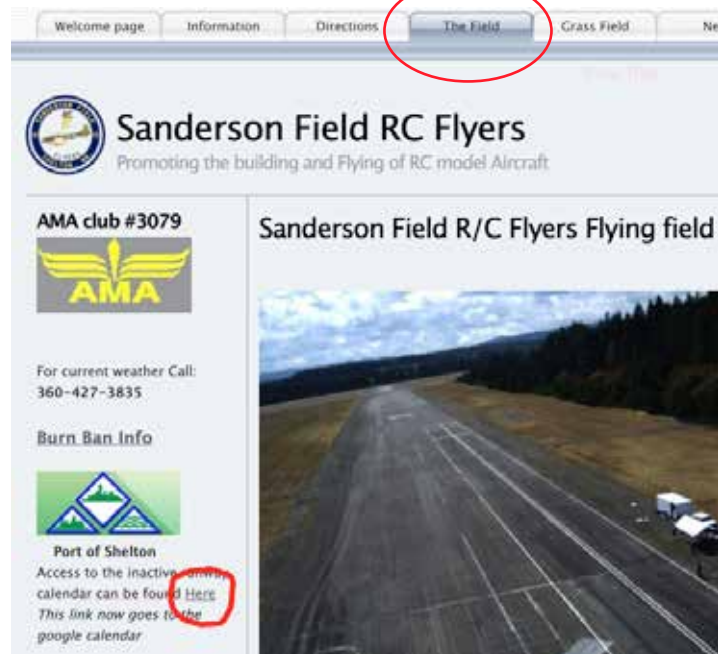 Welcome page
Information
Directions
The Field
Grass Field
Ne
Sanderson Field RC Flyers
Promoting the building and Flying of RC model Aircraft
AMA club #3079
AMA
Sanderson Field R/C Flyers Flying field
For current weather Call:
360-427-3835
Burn Ban Info
Port of Shelton
Access to the inactive
calendar can be found Here
This link now goes to the
google calendar